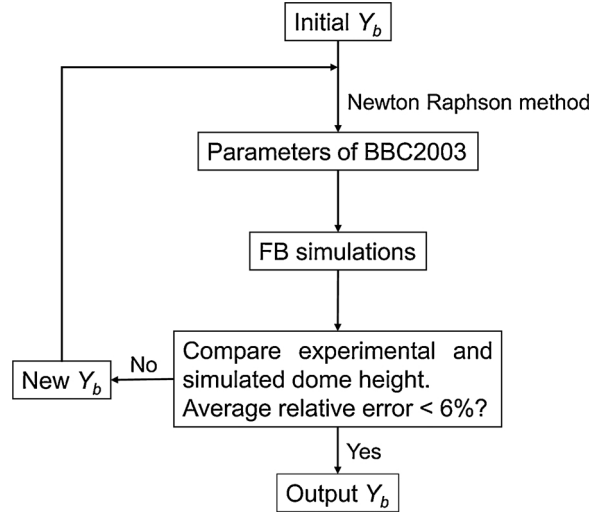 Initial Y_b
Newton Raphson method
Parameters of BBC2003
FB simulations
Compare experimental and
simulated dome height.
Average relative error < 6%?
No
New Y_b
Yes
Output Y_b